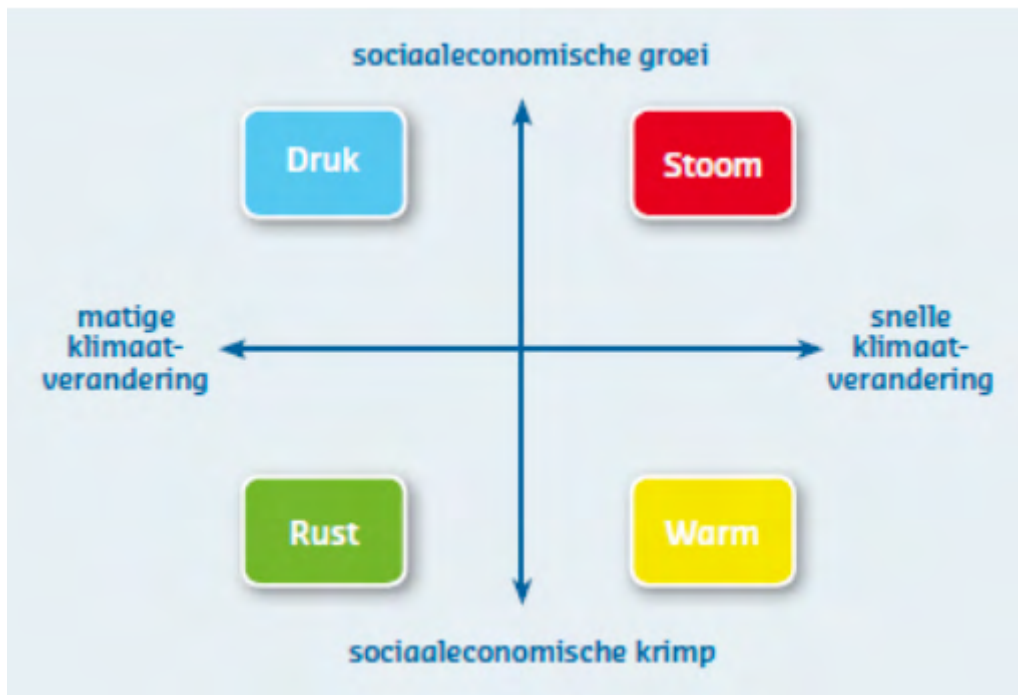 sociaaleconomische groei
Druk
Stoom
matige
klimaat-
verandering
snelle
klimaat-
verandering
Rust
Warm
sociaaleconomische krimp